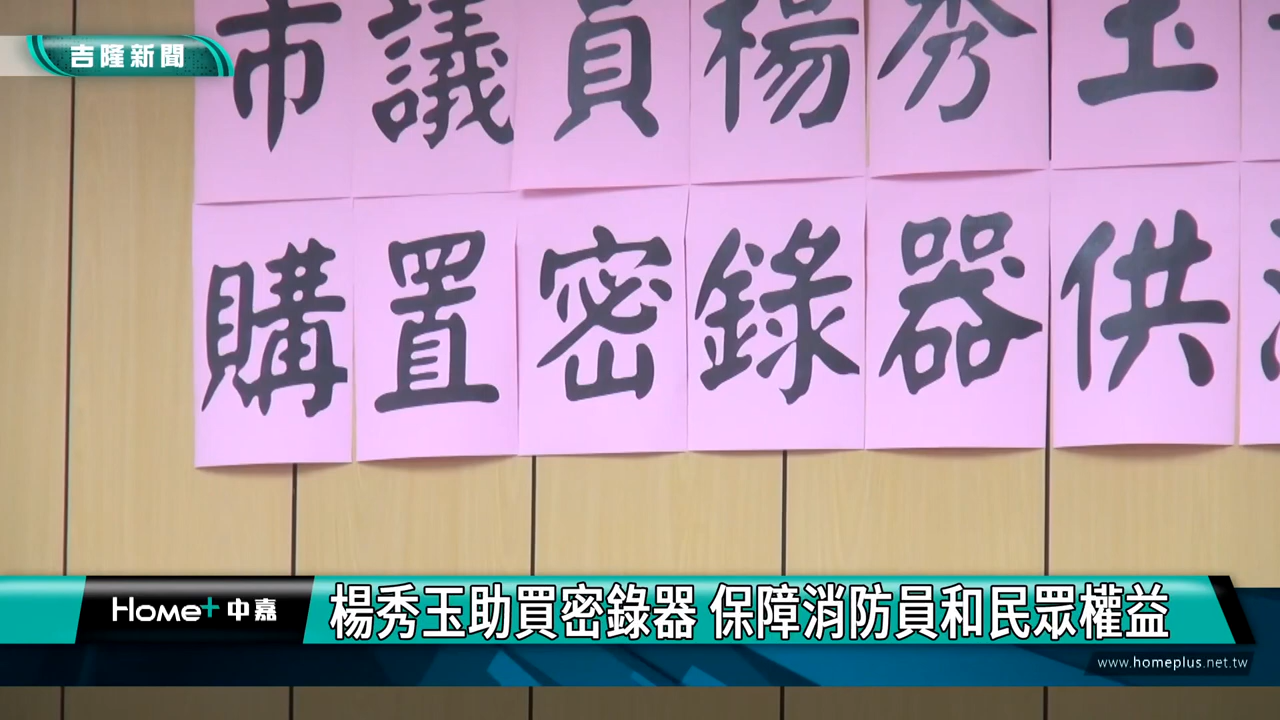 吉隆新聞
市議員楊秀玉
購置密錄器供
Home+中嘉
楊秀玉助買密錄器 保障消防員和民眾權益
www.homeplus.net.tw